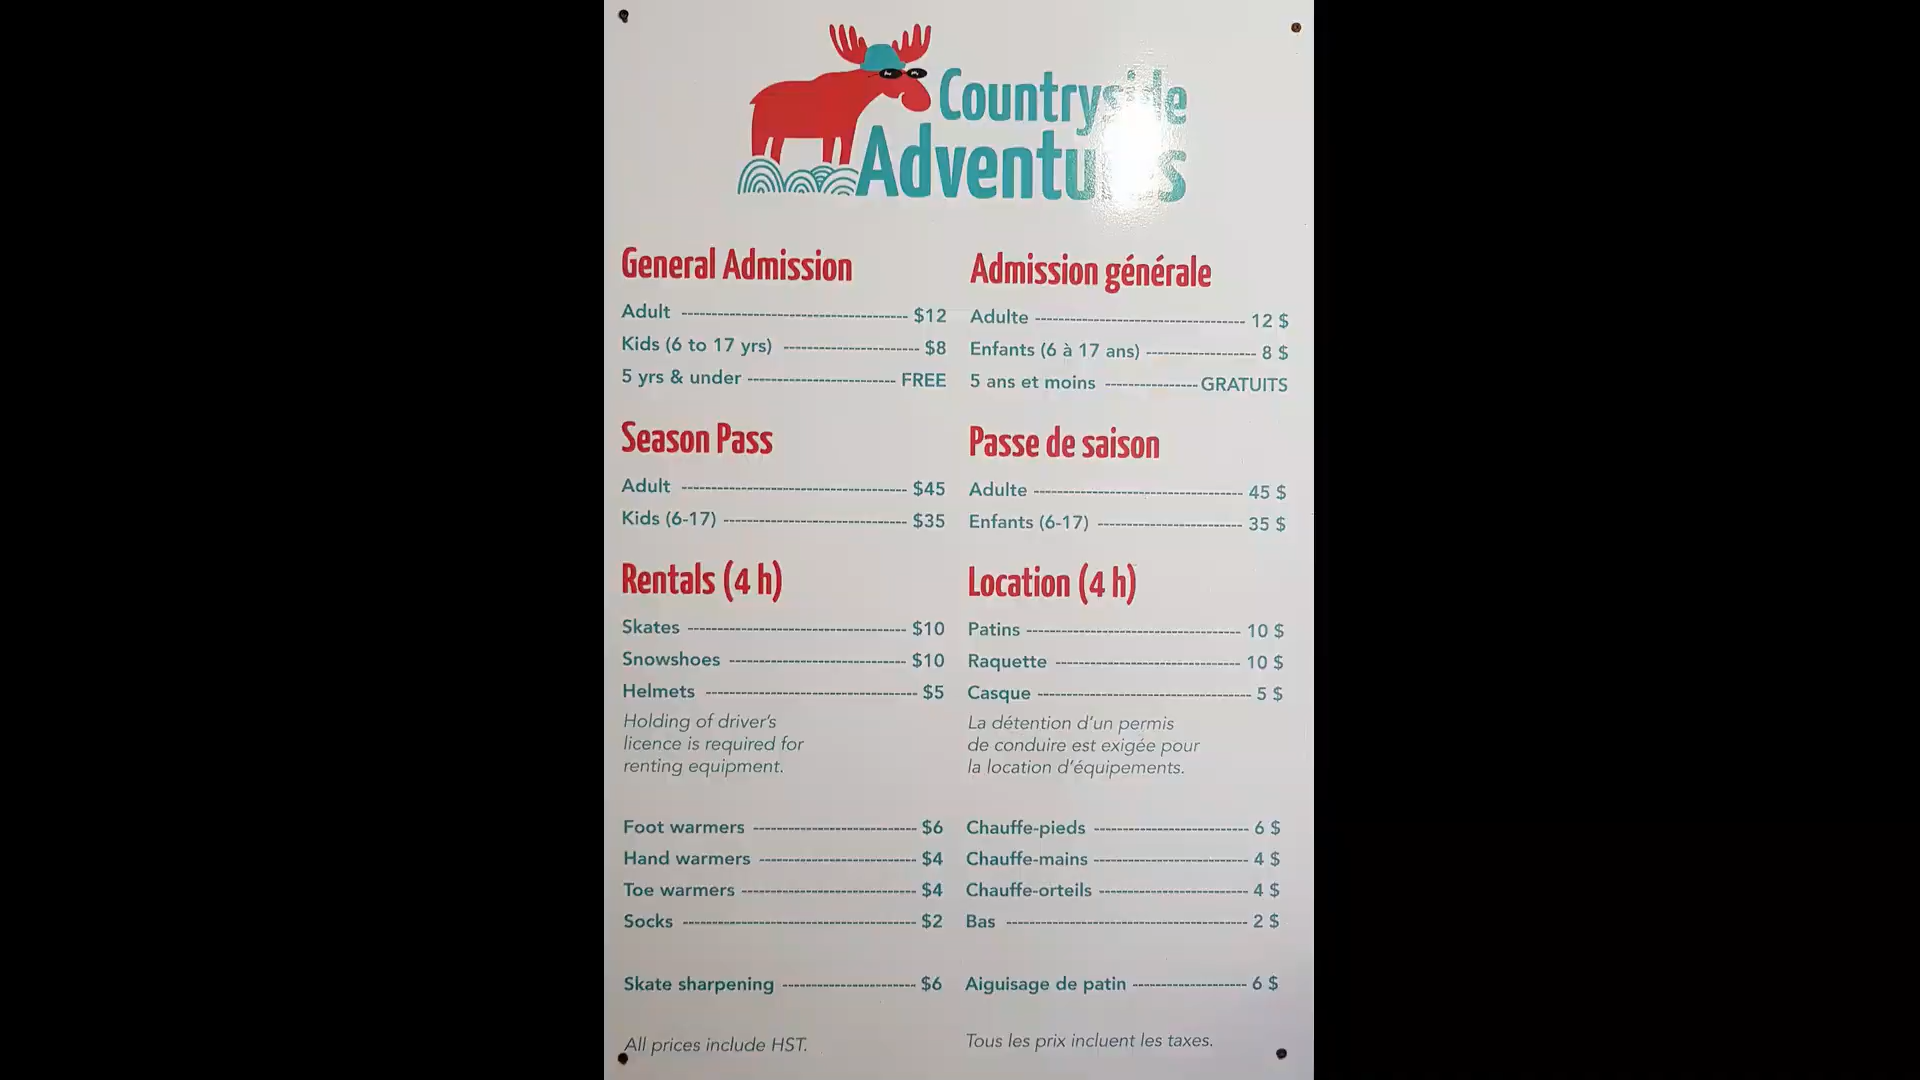 Countryside
Adventures
General Admission
Adult $12
Kids (6 to 17 yrs) $8
5 yrs & under FREE
Season Pass
Adult $45
Kids (6-17) $35
Rentals (4 h)
Skates $10
Snowshoes $10
Helmets $5
Holding of driver's
licence is required for
renting equipment.
Foot warmers $6
Hand warmers $4
Toe warmers $4
Socks $2
Skate sharpening $6
All prices include HST.
Admission générale
Adulte 12 $
Enfants (6 à 17 ans) 8 $
5 ans et moins GRATUITS
Passe de saison
Adulte 45 $
Enfants (6-17) 35 $
Location (4 h)
Patins 10 $
Raquette 10 $
Casque 5 $
La détention d'un permis
de conduire est exigée pour
la location d'équipements.
Chauffe-pieds 6 $
Chauffe-mains 4 $
Chauffe-orteils 4 $
Bas 2 $
Aiguisage de patin 6 $
Tous les prix incluent les taxes.